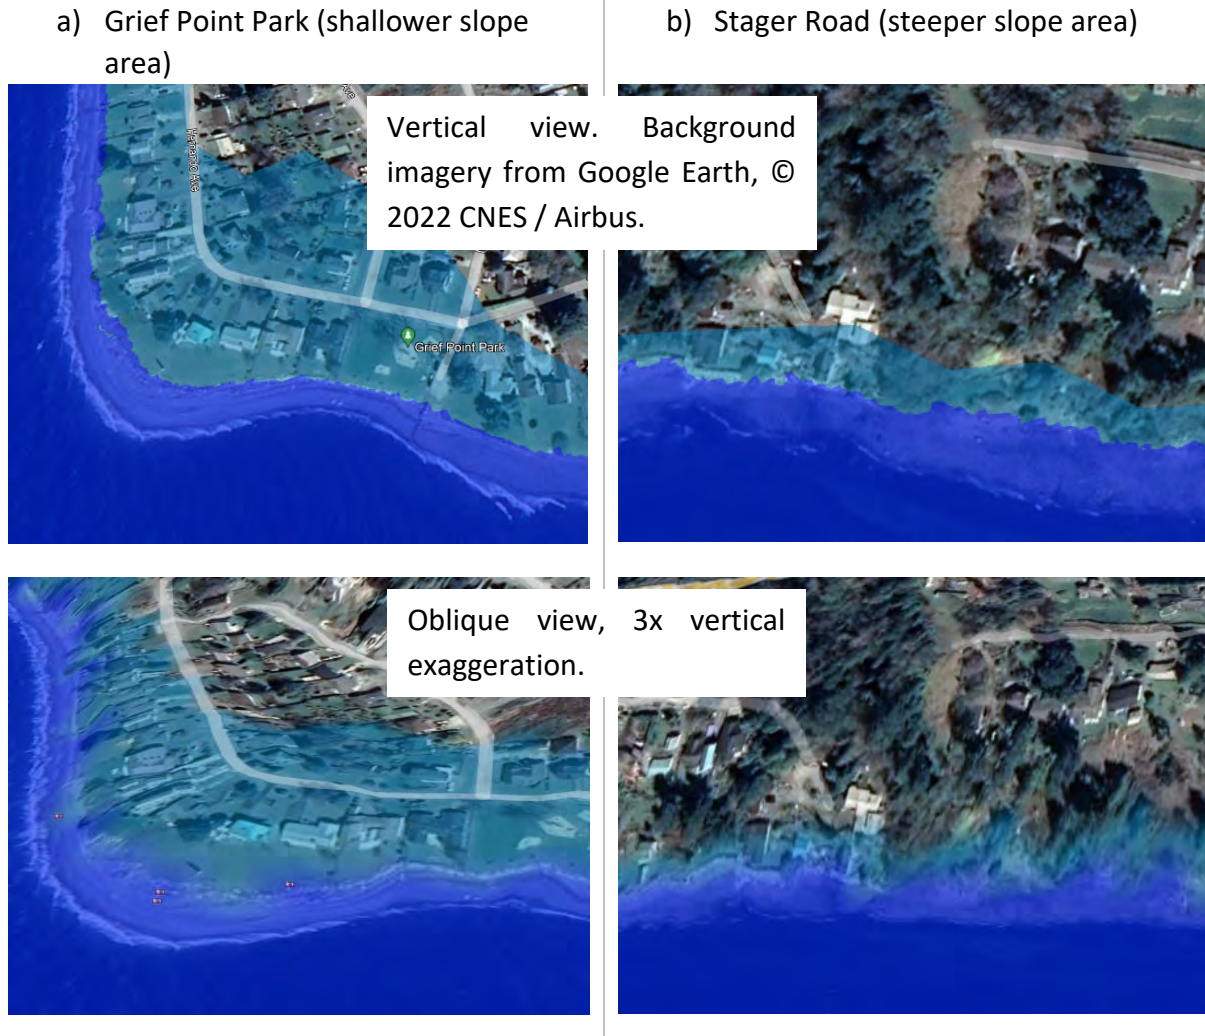 a) Grief Point Park (shallower slope
area)
b) Stager Road (steeper slope area)
Ave
Vertical view. Background
imagery from Google Earth, ©
2022 CNES / Airbus.
Grief Point Park
Oblique view, 3x vertical
exaggeration.